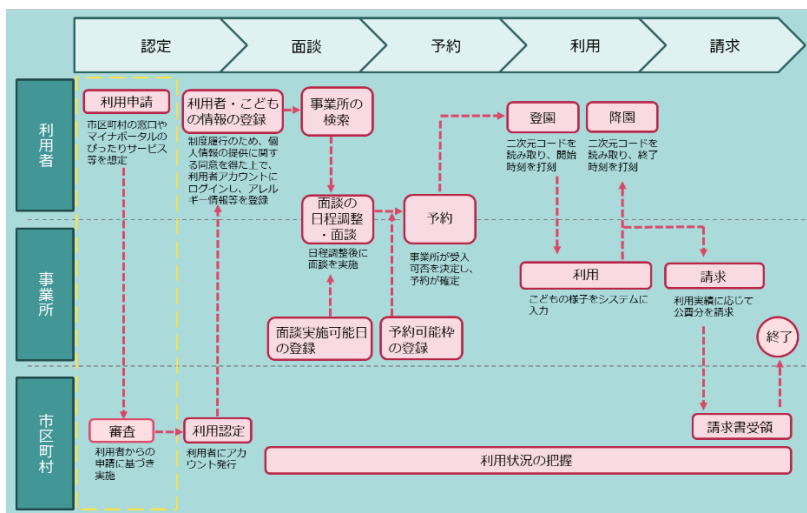 認定
面談
予約
利用
請求
利用者
利用申請
市区町村の窓口や
マイナポータルの
ぴったりサービス
等を想定
利用者・こども
の情報の登録
制度履行のため、個
人情報の提供に関す
る同意を得た上で、
利用者アカウントに
ログインし、アレル
ギー情報等を登録
事業所の
検索
面談の
日程調整
・面談
日程調整後に
面談を実施
予約
事業所が受入
可否を決定し、
予約が確定
登園
二次元コードを
読み取り、開始
時刻を打刻
降園
二次元コードを
読み取り、終了
時刻を打刻
事業所
面談実施可能日
の登録
予約可能枠
の登録
利用
こどもの様子をシステムに
入力
請求
利用実績に応じて
公費分を請求
終了
市区町村
審査
利用者からの
申請に基づき
実施
利用認定
利用者にアカ
ウント発行
請求書受領
利用状況の把握